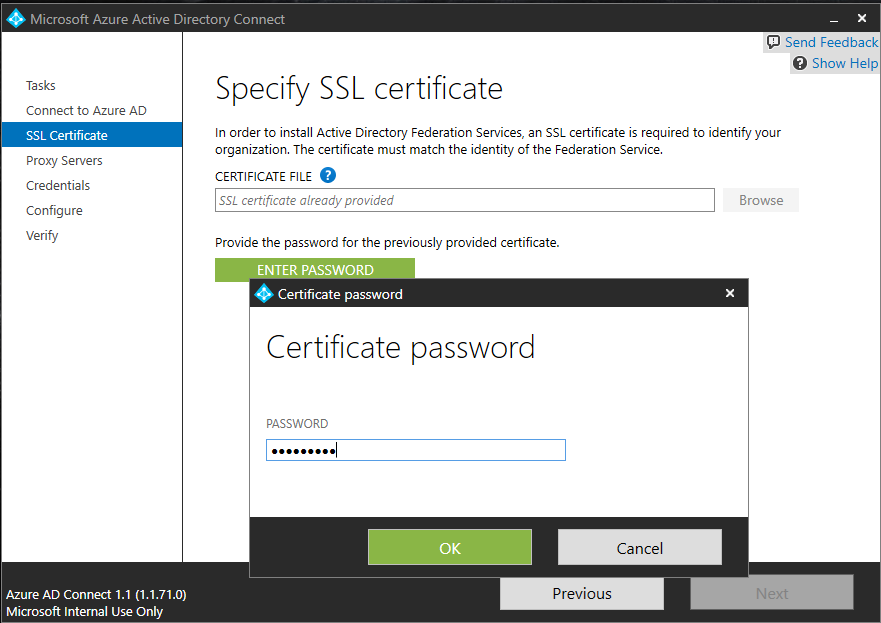 Microsoft Azure Active Directory Connect
Send Feedback
Show Help
Tasks
Connect to Azure AD
SSL Certificate
Proxy Servers
Credentials
Configure
Verify
Specify SSL certificate
In order to install Active Directory Federation Services, an SSL certificate is required to identify your
organization. The certificate must match the identity of the Federation Service.
CERTIFICATE FILE ?
SSL certificate already provided
Browse
Provide the password for the previously provided certificate.
ENTER PASSWORD
Certificate password
Certificate password
PASSWORD
●●●●●●●●●
OK
Cancel
Azure AD Connect 1.1 (1.1.71.0)
Microsoft Internal Use Only
Previous
Next